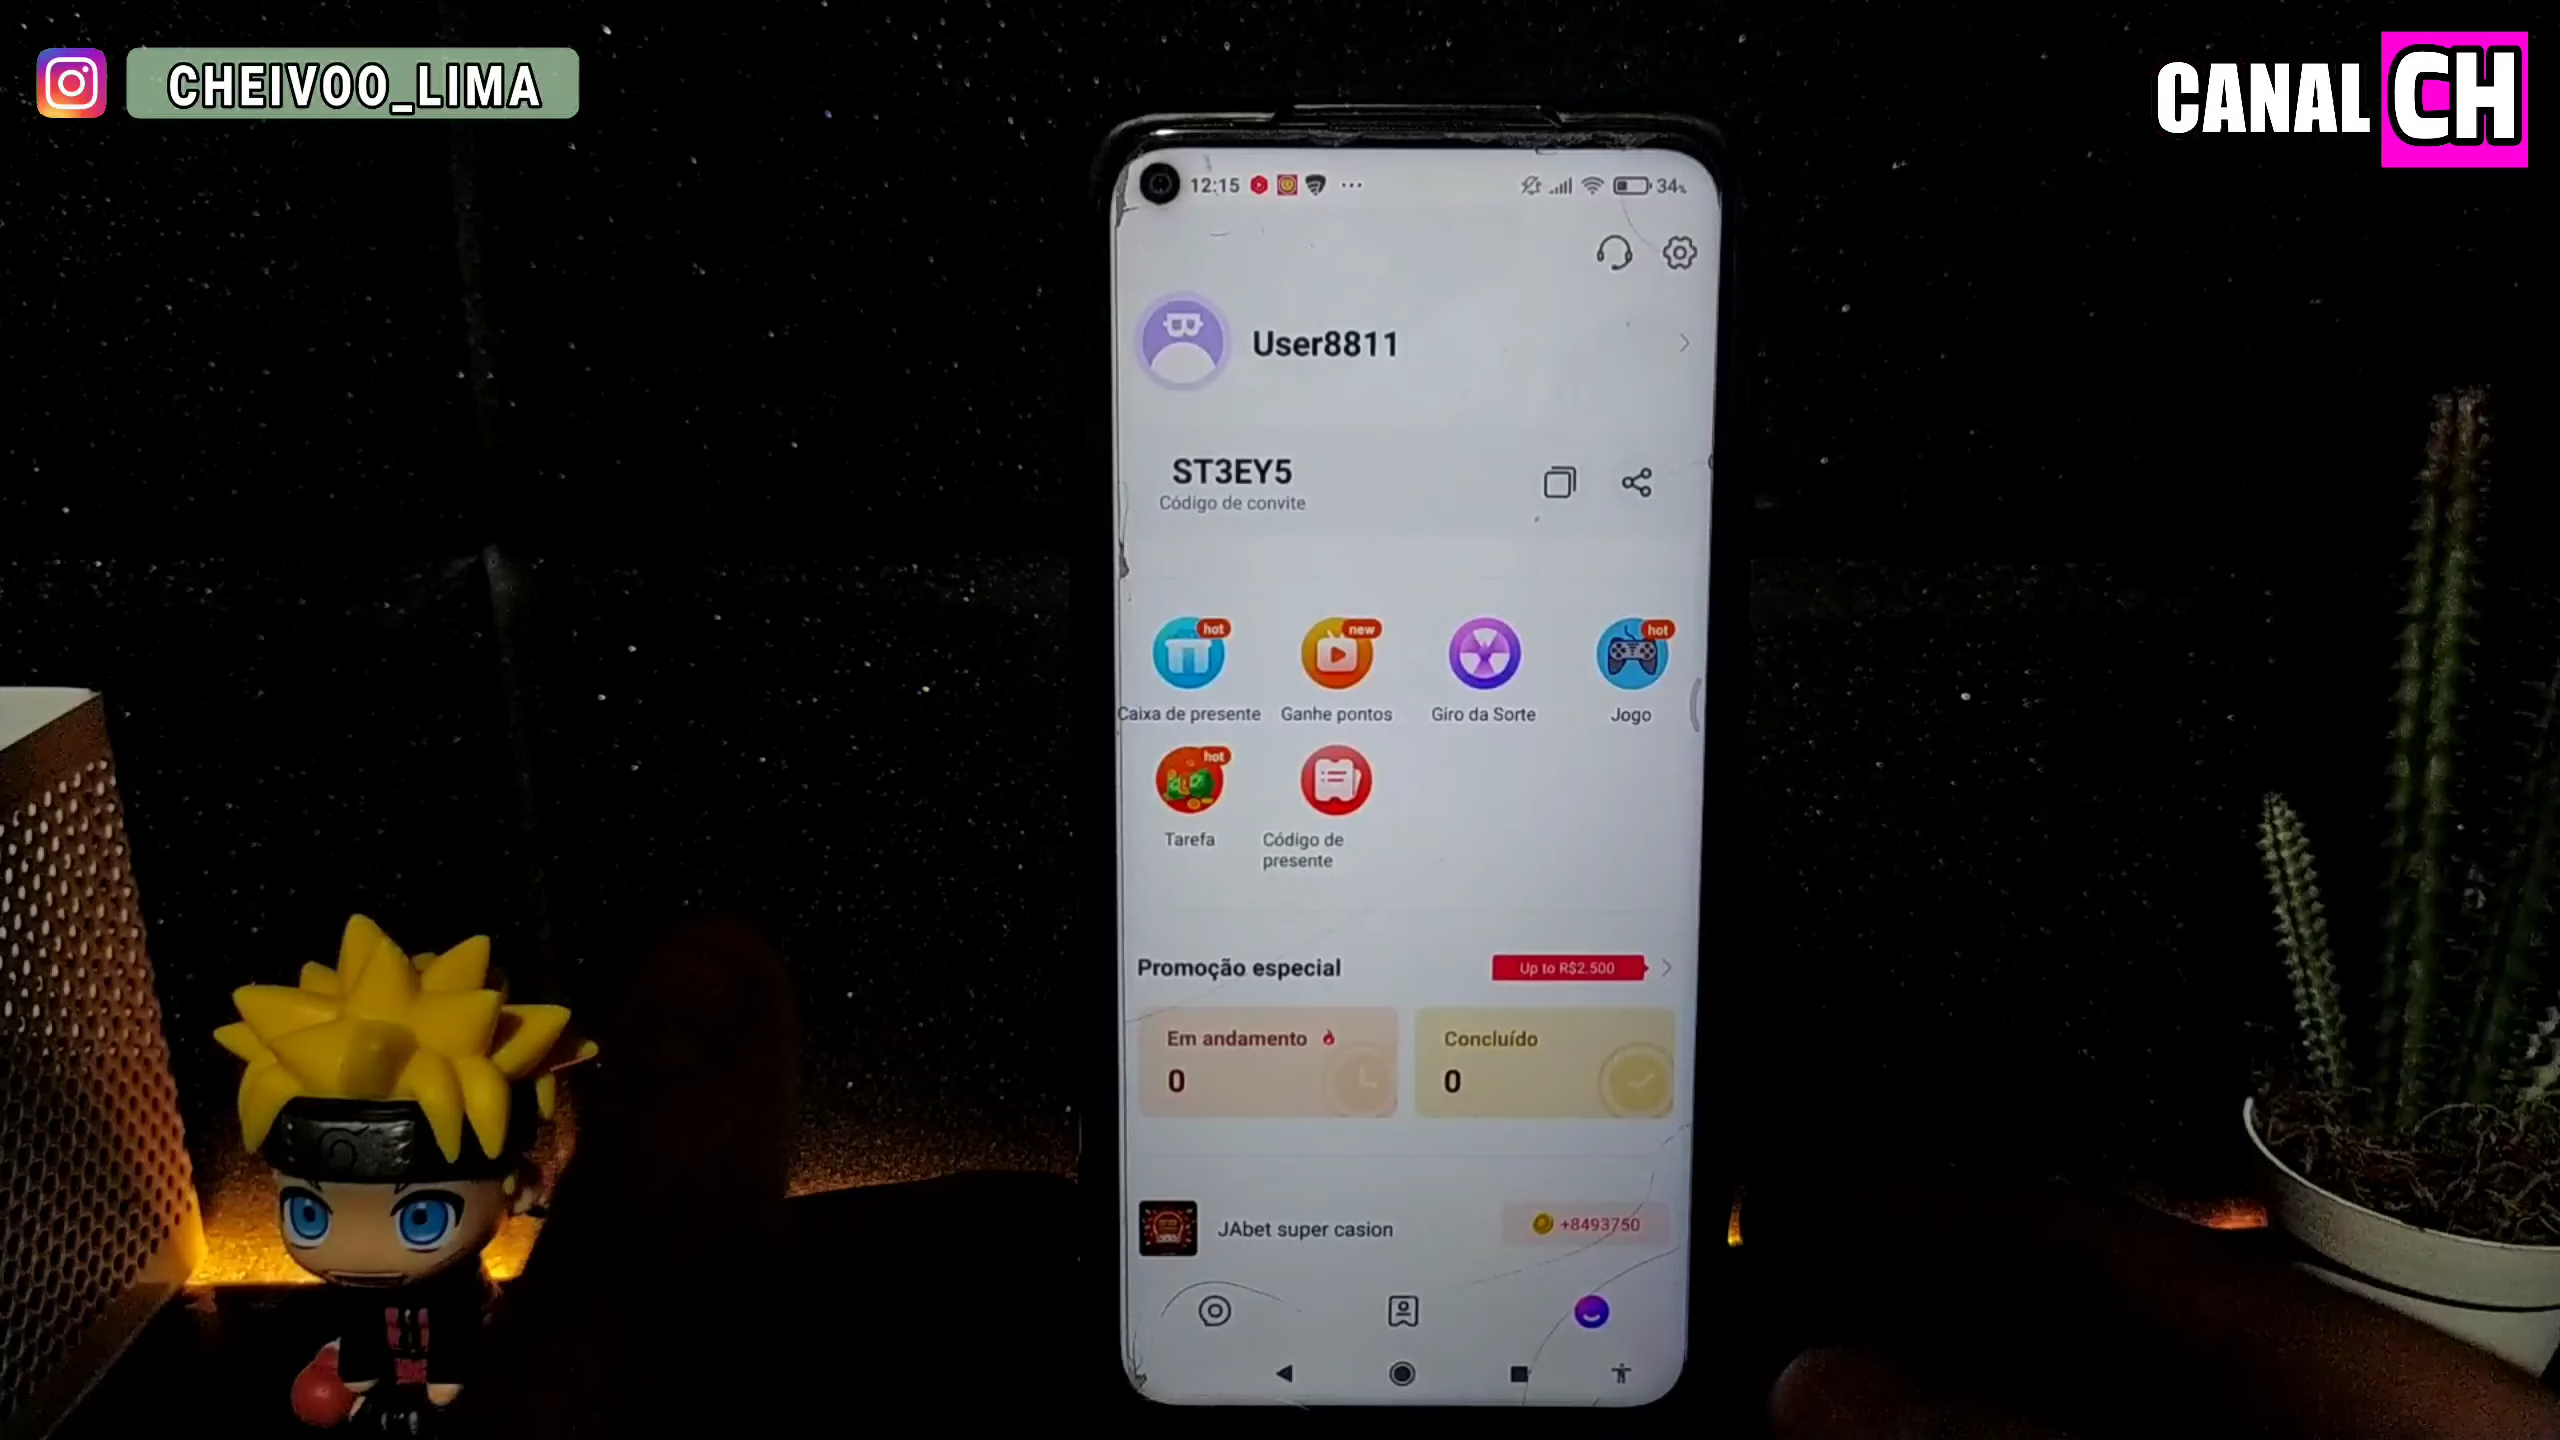 CHEIVOO_LIMA
CANAL CH
12:15
34%
User8811
ST3EY5
Código de convite
hot
new
hot
Caixa de presente
Ganhe pontos
Giro da Sorte
Jogo
hot
Tarefa
Código de
presente
Promoção especial
Up to R$2.500
Em andamento
Concluído
0
0
JAbet super casion
+8493750